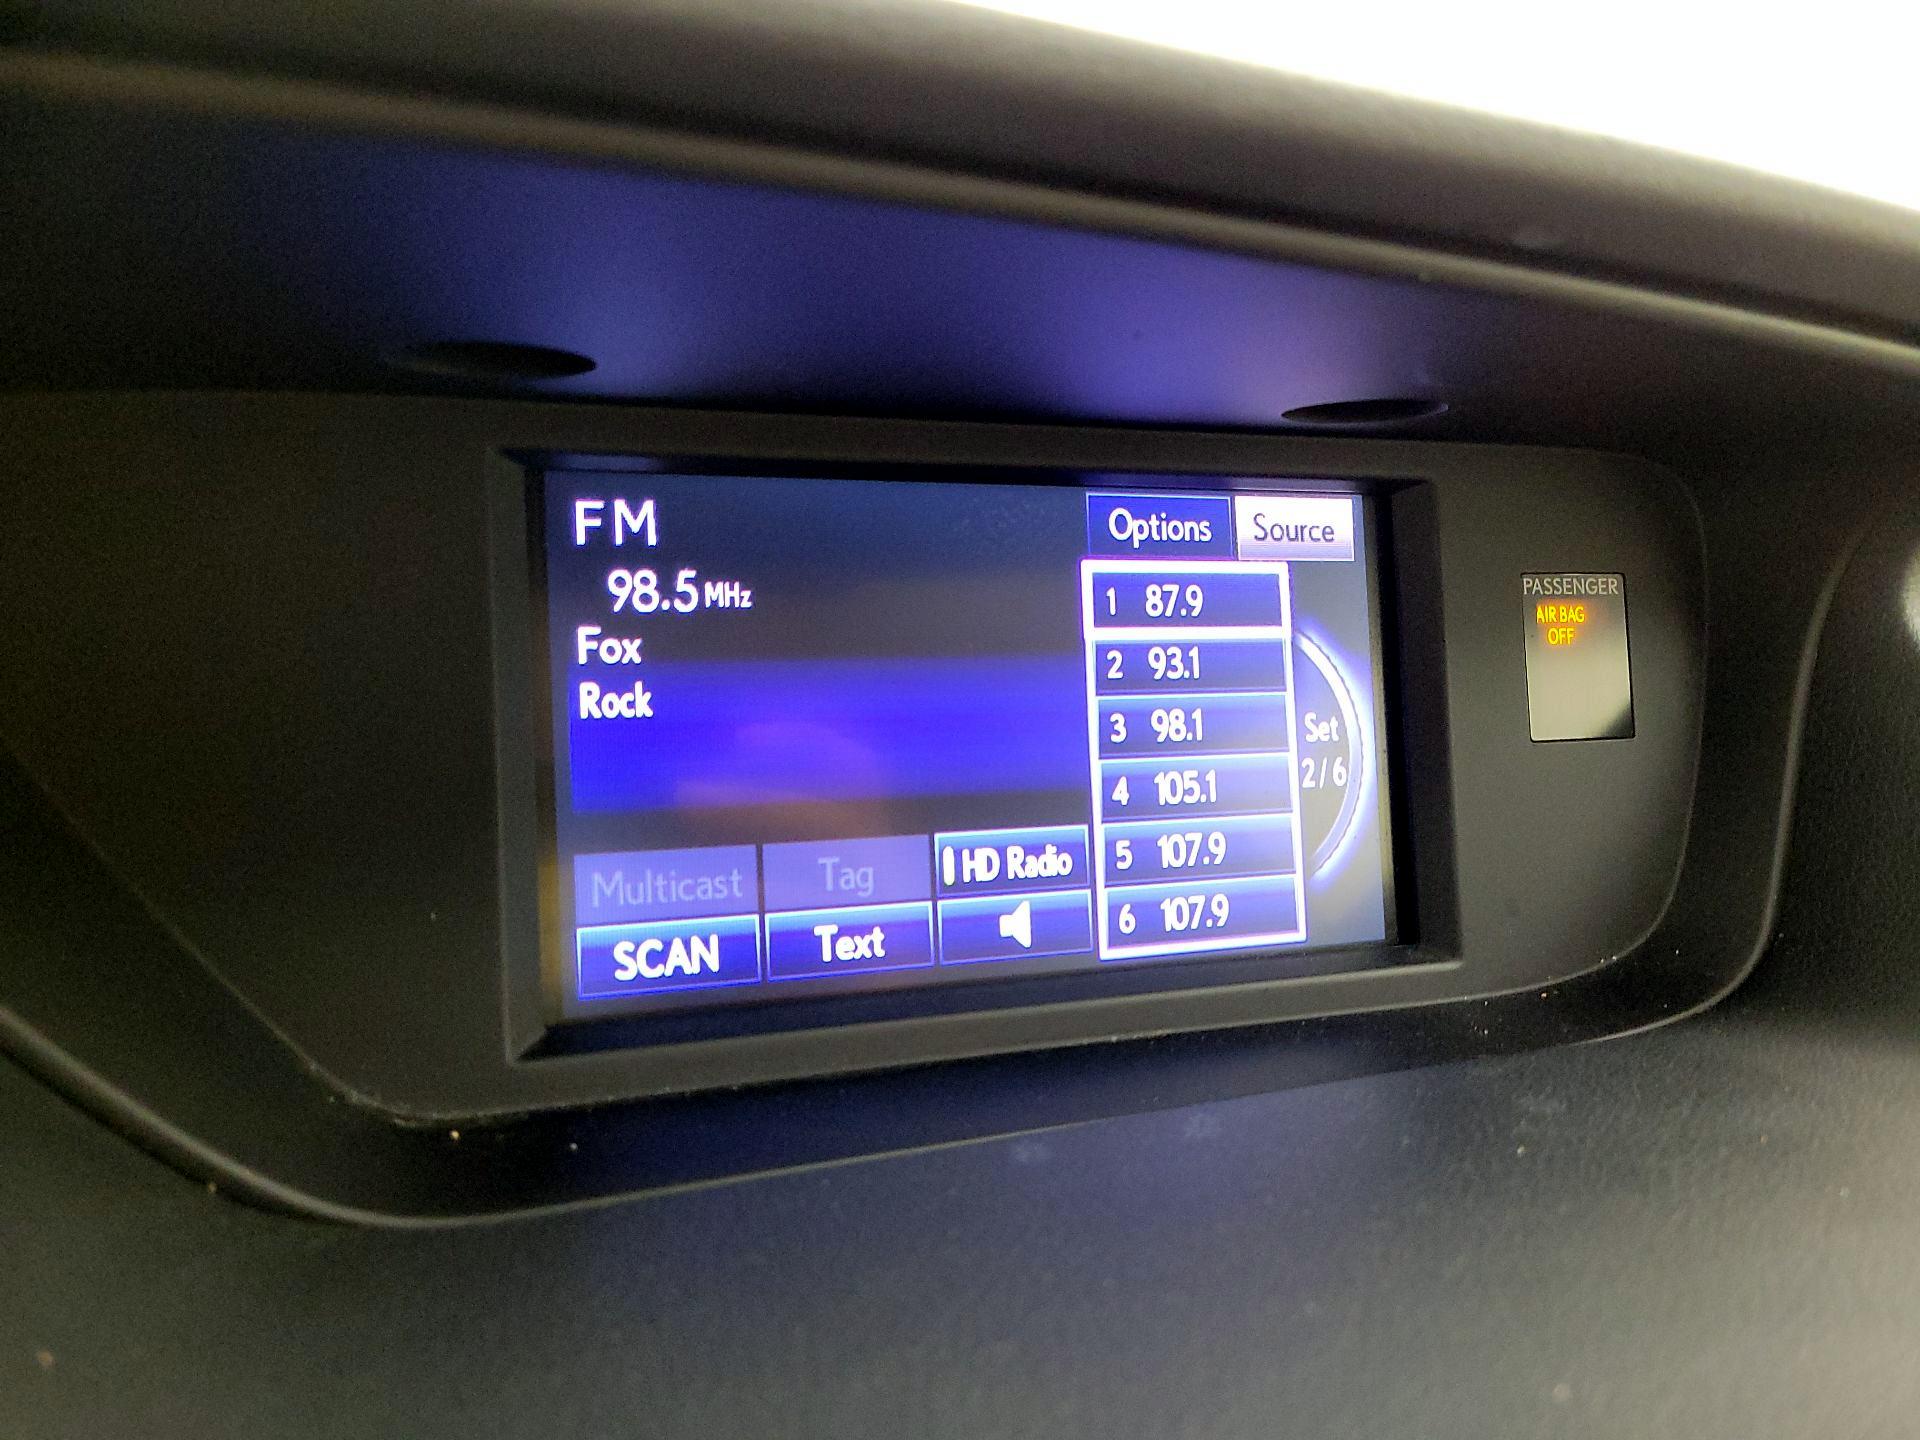 FM
98.5 MHz
Fox
Rock
Multicast Tag HD Radio
SCAN Text
Options Source
1 87.9
2 93.1
3 98.1
4 105.1
5 107.9
6 107.9
Set
2/6
PASSENGER
AIR BAG
OFF